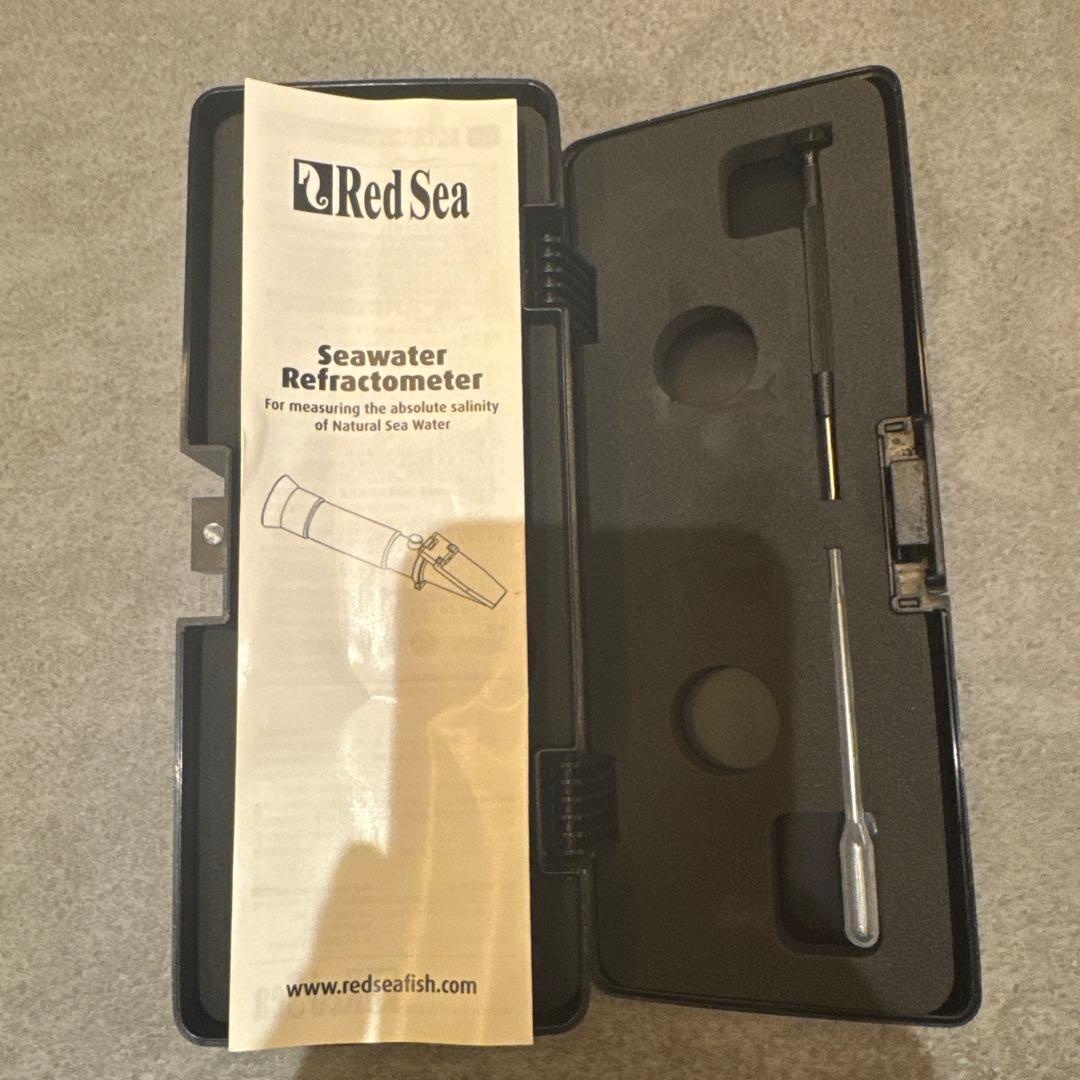 Red Sea
Seawater
Refractometer
For measuring the absolute salinity
of Natural Sea Water
www.redseafish.com